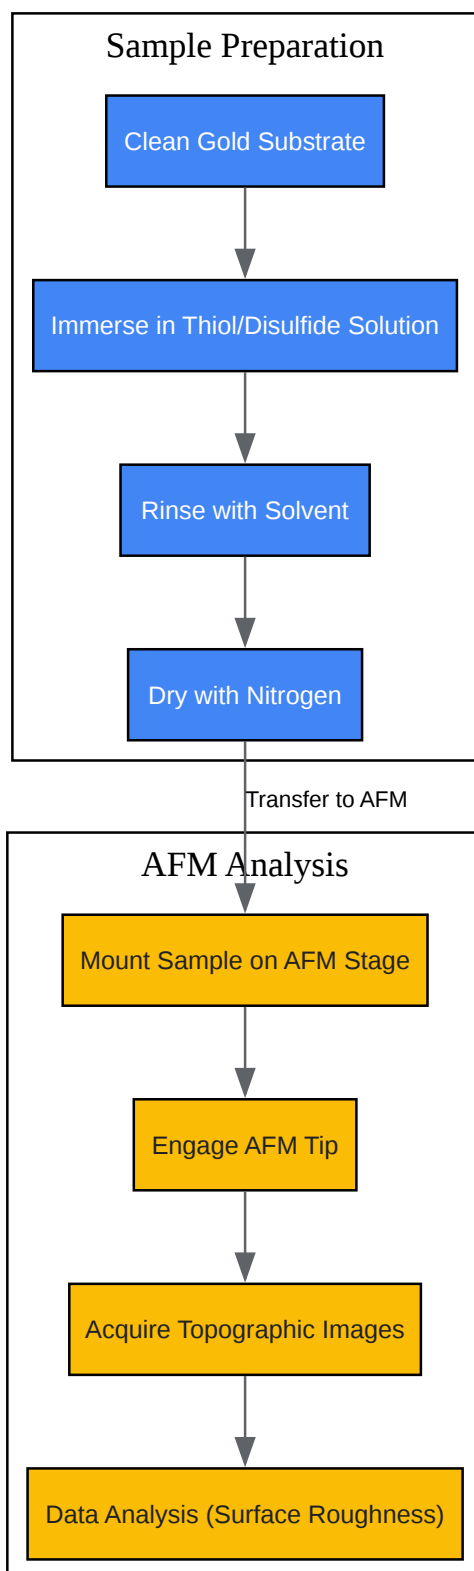 Sample Preparation
Clean Gold Substrate
Immerse in Thiol/Disulfide Solution
Rinse with Solvent
Dry with Nitrogen
Transfer to AFM
AFM Analysis
Mount Sample on AFM Stage
Engage AFM Tip
Acquire Topographic Images
Data Analysis (Surface Roughness)